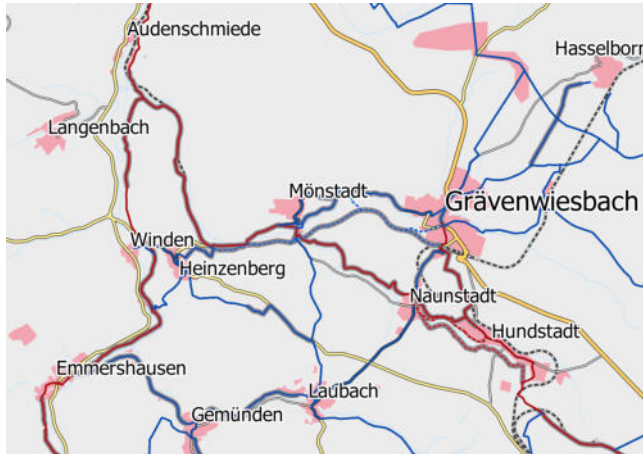 Audenschmiede
Hasselborn
Langenbach
Mönstadt
Grävenwiesbach
Winden
Heinzenberg
Naunstadt
Hundstadt
Emmershausen
Laubach
Gemünden